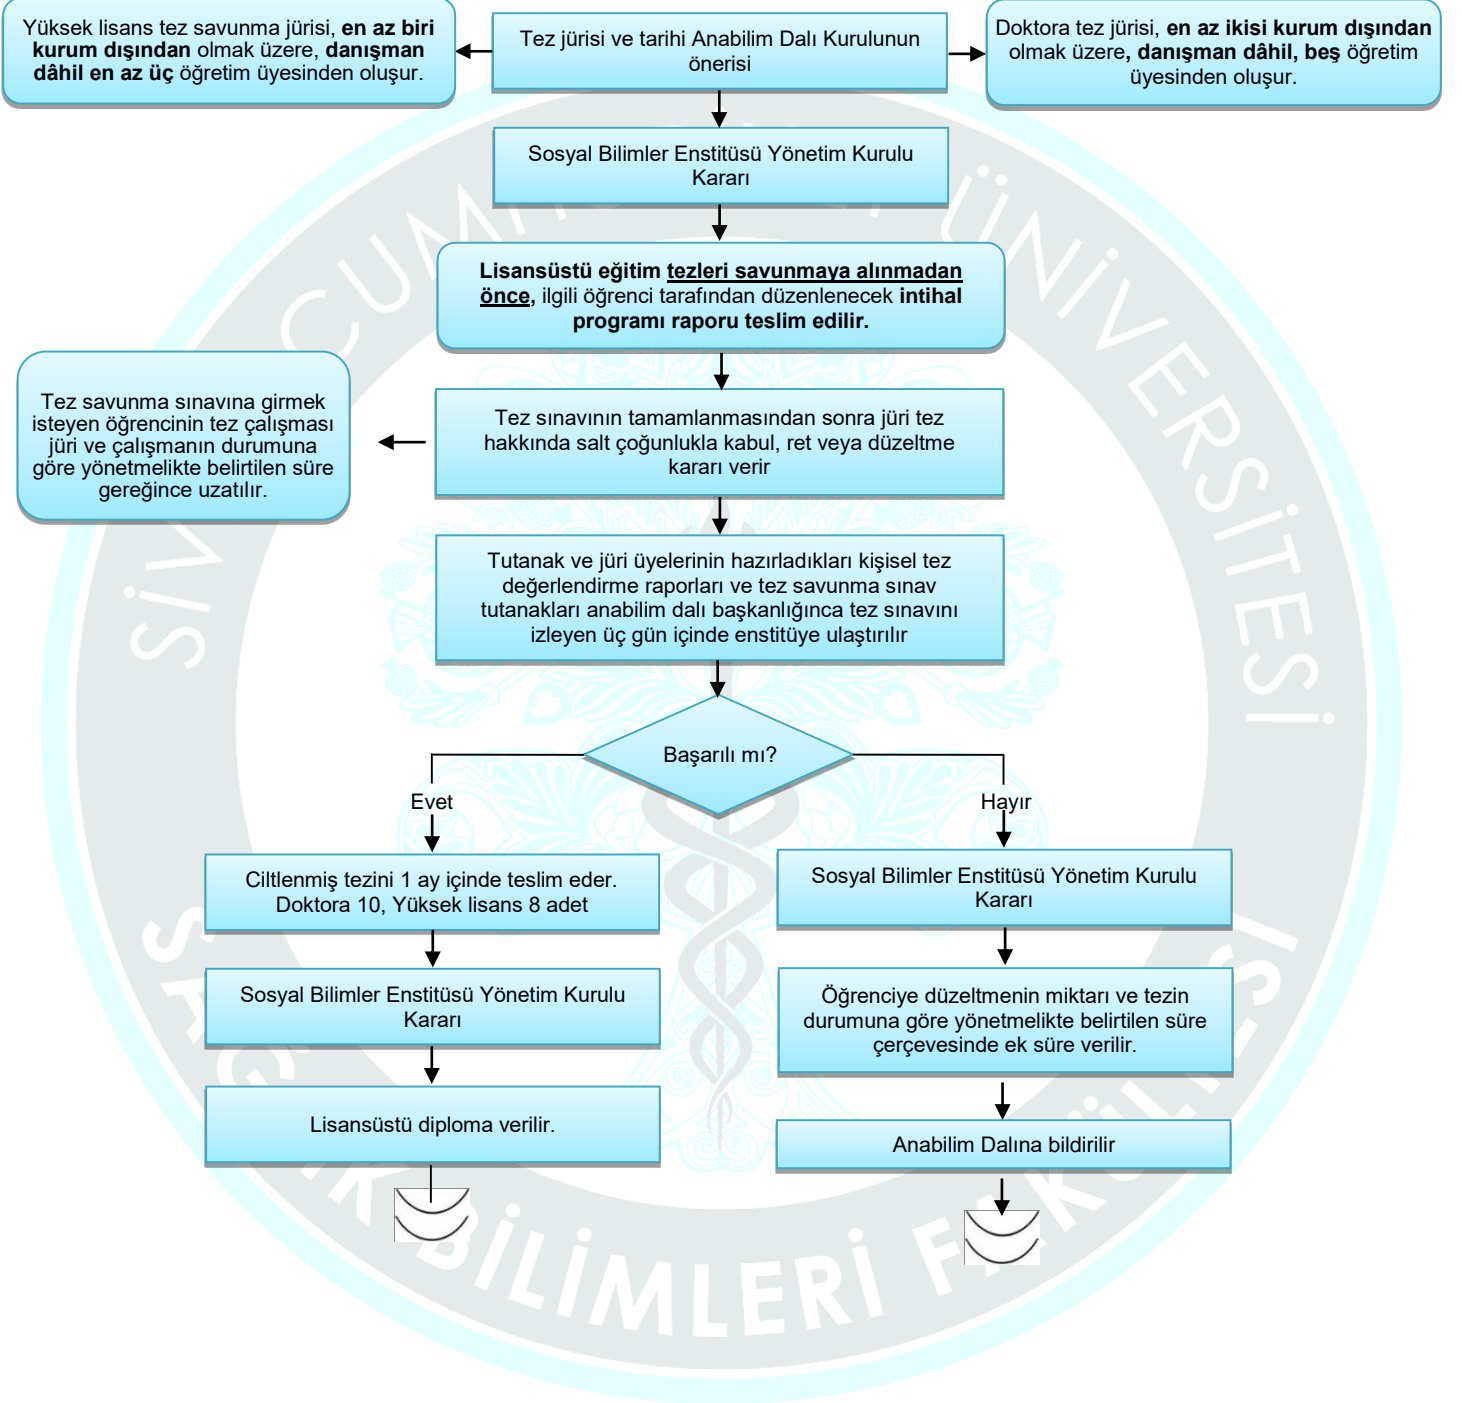 Yüksek lisans tez savunma jürisi, en az biri
kurum dışından olmak üzere, danışman
dâhil en az üç öğretim üyesinden oluşur.
Tez jürisi ve tarihi Anabilim Dalı Kurulunun
önerisi
Doktora tez jürisi, en az ikisi kurum dışından
olmak üzere, danışman dâhil, beş öğretim
üyesinden oluşur.
Sosyal Bilimler Enstitüsü Yönetim Kurulu
Kararı
Lisansüstü eğitim tezleri savunmaya alınmadan
önce, ilgili öğrenci tarafından düzenlenecek intihal
programı raporu teslim edilir.
Tez savunma sınavına girmek
isteyen öğrencinin tez çalışması
jüri ve çalışmanın durumuna
göre yönetmelikte belirtilen süre
gereğince uzatılır.
Tez sınavının tamamlanmasından sonra jüri tez
hakkında salt çoğunlukla kabul, ret veya düzeltme
kararı verir
Tutanak ve jüri üyelerinin hazırladıkları kişisel tez
değerlendirme raporları ve tez savunma sınav
tutanakları anabilim dalı başkanlığınca tez sınavını
izleyen üç gün içinde enstitüye ulaştırılır
Başarılı mı?
Evet
Hayır
Ciltlenmiş tezini 1 ay içinde teslim eder.
Doktora 10, Yüksek lisans 8 adet
Sosyal Bilimler Enstitüsü Yönetim Kurulu
Kararı
Sosyal Bilimler Enstitüsü Yönetim Kurulu
Kararı
Öğrenciye düzeltmenin miktarı ve tezin
durumuna göre yönetmelikte belirtilen süre
çerçevesinde ek süre verilir.
Lisansüstü diploma verilir.
Anabilim Dalına bildirilir
ÜNİVERSİTESİ
BİLİMLERİ